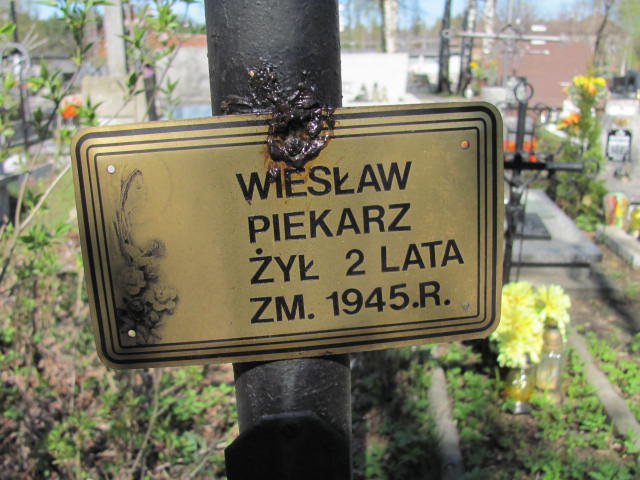 WIESŁAW
PIEKARZ
ŻYŁ 2 LATA
ZM. 1945.R.